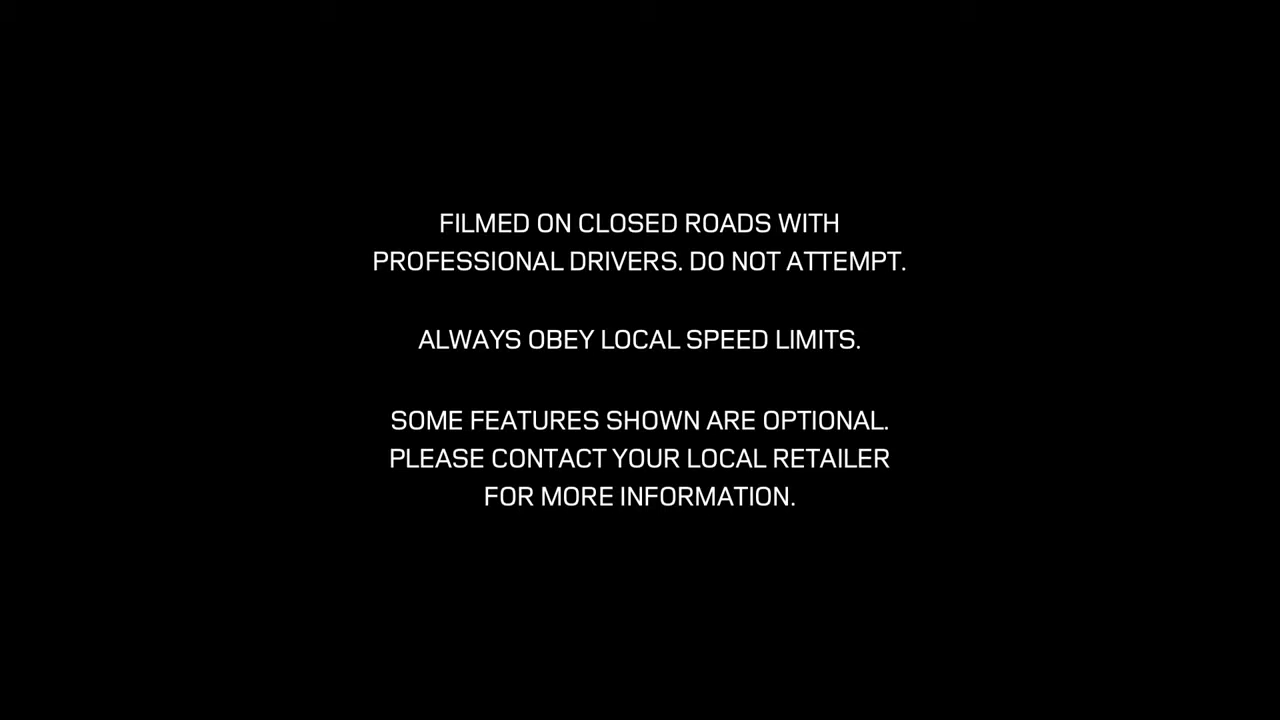 FILMED ON CLOSED ROADS WITH
PROFESSIONAL DRIVERS. DO NOT ATTEMPT.
ALWAYS OBEY LOCAL SPEED LIMITS.
SOME FEATURES SHOWN ARE OPTIONAL.
PLEASE CONTACT YOUR LOCAL RETAILER
FOR MORE INFORMATION.